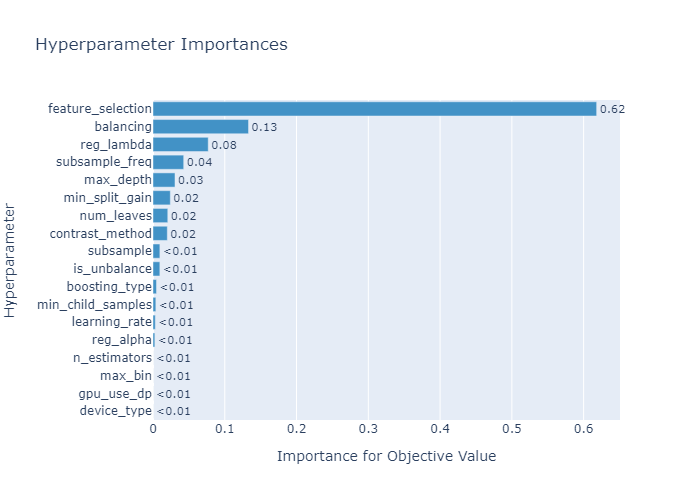 Hyperparameter Importances
Hyperparameter
feature_selection 0.62
balancing 0.13
reg_lambda 0.08
subsample_freq 0.04
max_depth 0.03
min_split_gain 0.02
num_leaves 0.02
contrast_method 0.02
subsample <0.01
is_unbalance <0.01
boosting_type <0.01
min_child_samples <0.01
learning_rate <0.01
reg_alpha <0.01
n_estimators <0.01
max_bin <0.01
gpu_use_dp <0.01
device_type <0.01
0 0.1 0.2 0.3 0.4 0.5 0.6
Importance for Objective Value